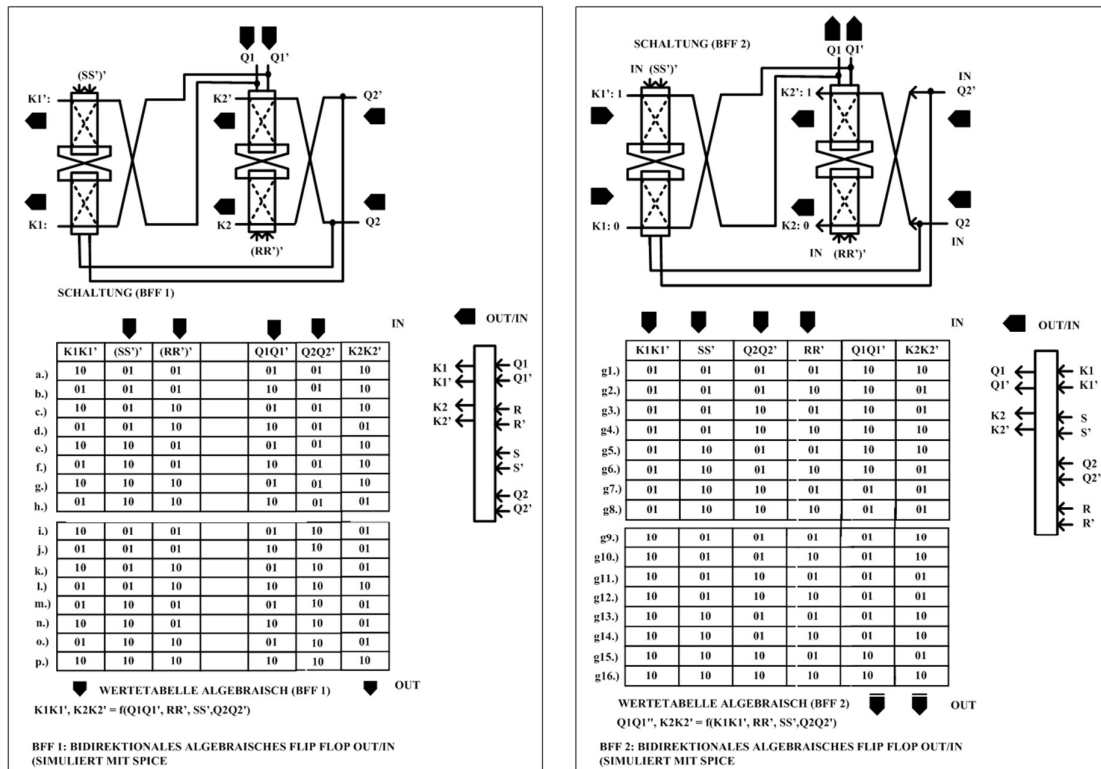 Q1 Q1'
(SS')'
K1':
K2'
Q2'
K1:
K2
Q2
(RR')'
SCHALTUNG (BFF 1)
IN
OUT/IN
K1K1' (SS')' (RR')' Q1Q1' Q2Q2' K2K2'
a.) 10 01 01 01 01 10
b.) 01 01 01 10 01 10
c.) 10 01 10 01 01 10
d.) 01 01 10 10 01 01
e.) 10 10 01 01 01 10
f.) 01 10 01 10 01 10
g.) 10 10 10 01 01 10
h.) 01 10 10 10 01 01
i.) 10 01 01 01 10 01
j.) 01 01 01 10 10 01
k.) 10 01 10 01 10 01
l.) 01 01 10 10 10 10
m.) 01 10 01 01 10 01
n.) 10 10 01 10 10 01
o.) 01 10 10 01 10 01
p.) 10 10 10 10 10 10
K1
K1'
K2
K2'
Q1
Q1'
R
R'
S
S'
Q2
Q2'
WERTETABELLE ALGEBRAISCH (BFF 1)
OUT
K1K1', K2K2' = f(Q1Q1', RR', SS',Q2Q2')
BFF 1: BIDIREKTIONALES ALGEBRAISCHES FLIP FLOP OUT/IN
(SIMULIERT MIT SPICE
SCHALTUNG (BFF 2)
Q1 Q1'
IN (SS')'
IN
Q2'
K1': 1
K2': 1
K1: 0
K2: 0
Q2
IN
IN (RR')'
IN
OUT/IN
K1K1' SS' Q2Q2' RR' Q1Q1' K2K2'
g1.) 01 01 01 01 10 10
g2.) 01 01 01 10 10 01
g3.) 01 01 10 01 10 01
g4.) 01 01 10 10 10 10
g5.) 01 10 01 01 10 10
g6.) 01 10 01 10 10 01
g7.) 01 10 10 01 01 01
g8.) 01 10 10 10 01 01
g9.) 10 01 01 01 01 10
g10.) 10 01 01 10 01 01
g11.) 10 01 10 01 01 01
g12.) 10 01 10 10 01 10
g13.) 10 10 01 01 01 10
g14.) 10 10 01 10 01 01
g15.) 10 10 10 01 10 01
g16.) 10 10 10 10 10 10
Q1
Q1'
K2
K2'
K1
K1'
S
S'
Q2
Q2'
R
R'
WERTETABELLE ALGEBRAISCH (BFF 2)
OUT
Q1Q1'', K2K2' = f(K1K1', RR', SS',Q2Q2')
BFF 2: BIDIREKTIONALES ALGEBRAISCHES FLIP FLOP OUT/IN
(SIMULIERT MIT SPICE